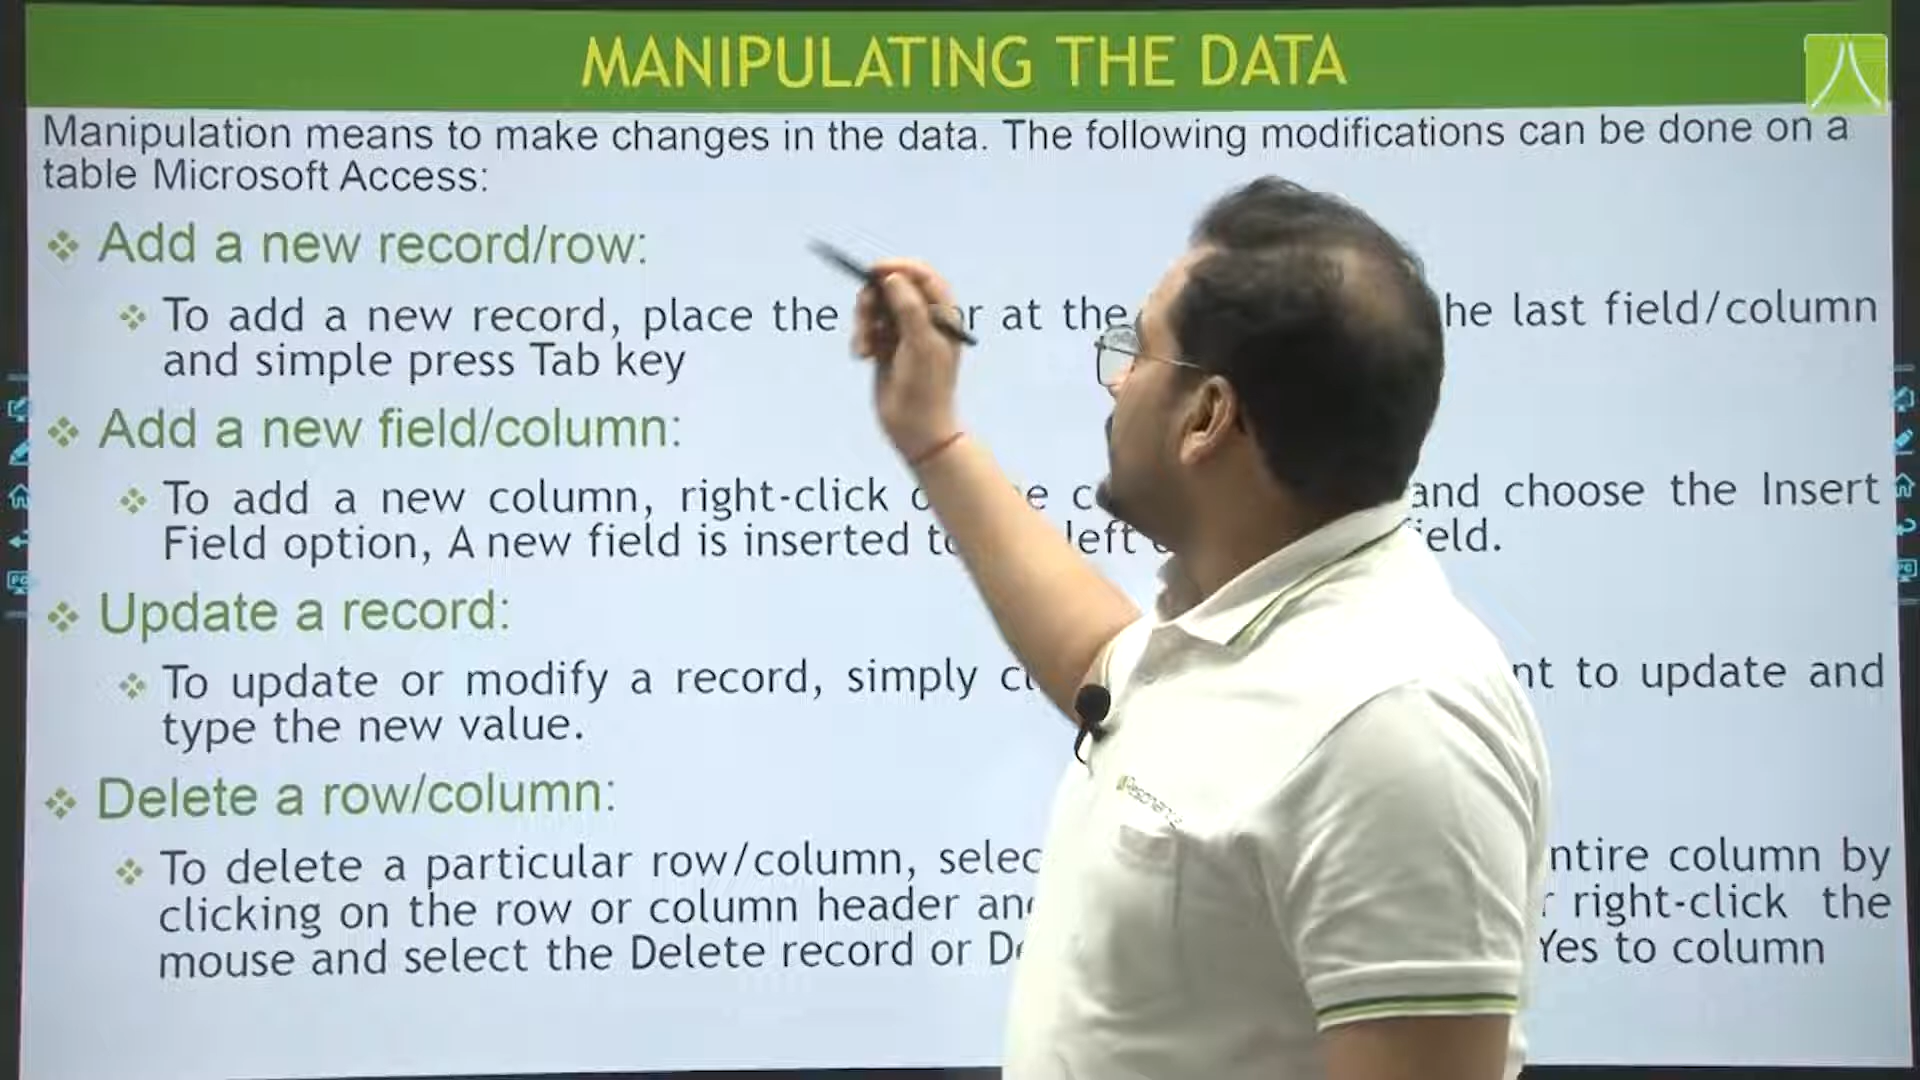 MANIPULATING THE DATA
Manipulation means to make changes in the data. The following modifications can be done on a
table Microsoft Access:
Add a new record/row:
To add a new record, place the at the he last field/column
and simple press Tab key
Add a new field/column:
To add a new column, right-click and choose the Insert
Field option, A new field is inserted left
Update a record:
To update or modify a record, simply to update and
type the new value.
Delete a row/column:
To delete a particular row/column, selec ntire column by
clicking on the row or column header and right-click the
mouse and select the Delete record or Yes to column
Resonance